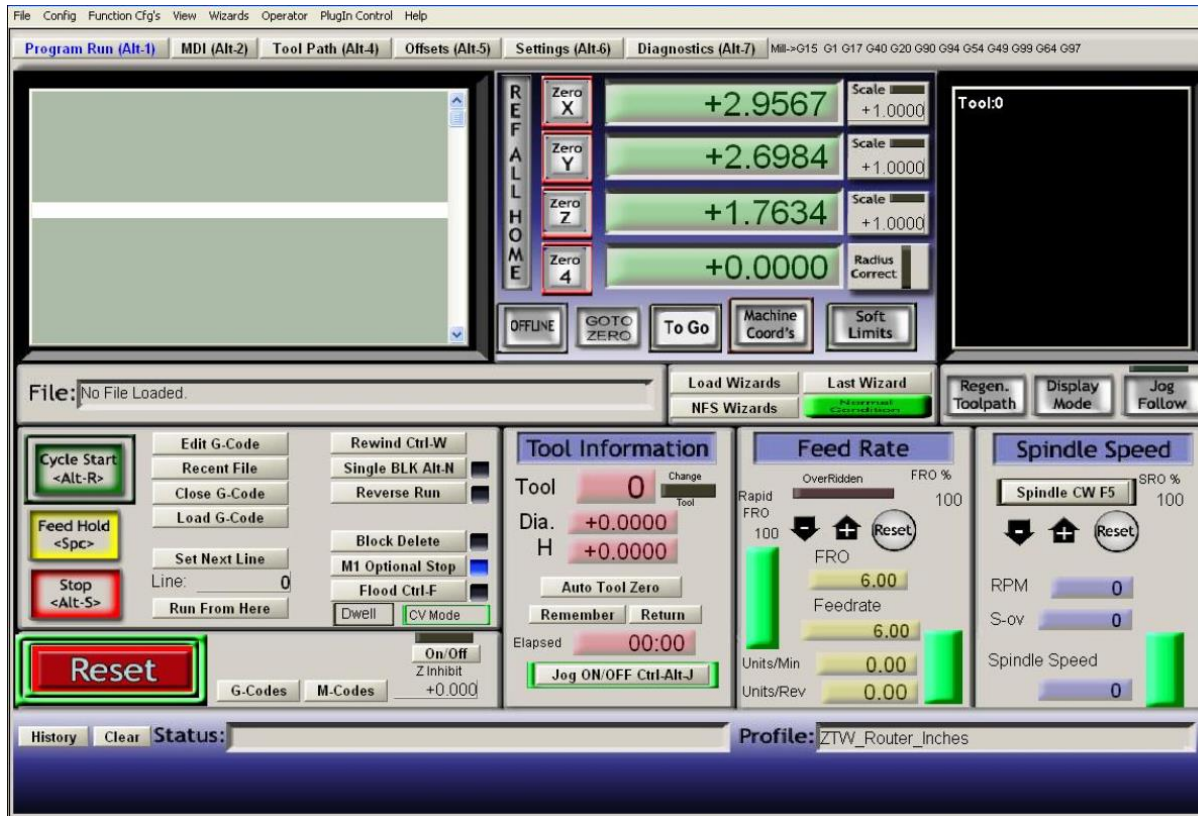 File Config Function Cfg's View Wizards Operator PlugIn Control Help
Program Run (Alt-1) MDI (Alt-2) Tool Path (Alt-4) Offsets (Alt-5) Settings (Alt-6) Diagnostics (Alt-7) Mill->G15 G1 G17 G40 G20 G90 G94 G54 G49 G99 G64 G97
REF ALL HOME
Zero X +2.9567 Scale +1.0000
Zero Y +2.6984 Scale +1.0000
Zero Z +1.7634 Scale +1.0000
Zero 4 +0.0000 Radius Correct
OFFLINE GOTO ZERO To Go Machine Coord's Soft Limits
Tool:0
File: No File Loaded.
Load Wizards Last Wizard
NFS Wizards Normal Condition
Regen. Toolpath Display Mode Jog Follow
Cycle Start <Alt-R>
Feed Hold <Spc>
Stop <Alt-S>
Edit G-Code
Recent File
Close G-Code
Load G-Code
Set Next Line
Line: 0
Run From Here
Rewind Ctrl-W
Single BLK Alt-N
Reverse Run
Block Delete
M1 Optional Stop
Flood Ctrl-F
Dwell CV Mode
Reset
G-Codes M-Codes
On/Off
Z Inhibit
+0.000
Tool Information
Tool 0 Change Tool
Dia. +0.0000
H +0.0000
Auto Tool Zero
Remember Return
Elapsed 00:00
Jog ON/OFF Ctrl-Alt-J
Feed Rate
OverRidden FRO %
100
Rapid FRO
100
Reset
FRO
6.00
Feedrate
6.00
Units/Min 0.00
Units/Rev 0.00
Spindle Speed
Spindle CW F5 SRO %
100
Reset
RPM 0
S-ov 0
Spindle Speed
0
History Clear Status:
Profile: ZTW_Router_Inches